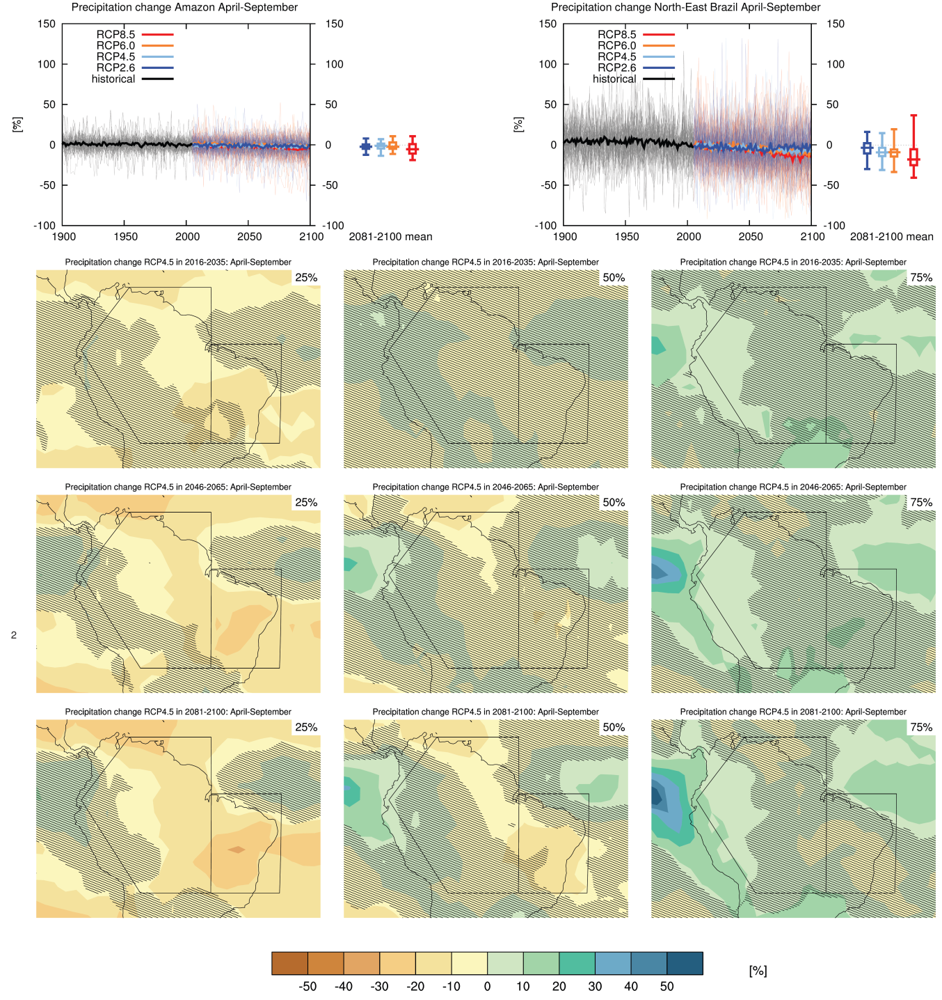 Precipitation change Amazon April-September
150
100
50
0
-50
-100
[%]
RCP8.5
RCP6.0
RCP4.5
RCP2.6
historical
1900
1950
2000
2050
2100
150
100
50
0
-50
-100
2081-2100 mean
Precipitation change North-East Brazil April-September
150
100
50
0
-50
-100
[%]
RCP8.5
RCP6.0
RCP4.5
RCP2.6
historical
1900
1950
2000
2050
2100
150
100
50
0
-50
-100
2081-2100 mean
Precipitation change RCP4.5 in 2016-2035: April-September
25%
Precipitation change RCP4.5 in 2016-2035: April-September
50%
Precipitation change RCP4.5 in 2016-2035: April-September
75%
Precipitation change RCP4.5 in 2046-2065: April-September
25%
Precipitation change RCP4.5 in 2046-2065: April-September
50%
Precipitation change RCP4.5 in 2046-2065: April-September
75%
2
Precipitation change RCP4.5 in 2081-2100: April-September
25%
Precipitation change RCP4.5 in 2081-2100: April-September
50%
Precipitation change RCP4.5 in 2081-2100: April-September
75%
-50 -40 -30 -20 -10 0 10 20 30 40 50
[%]